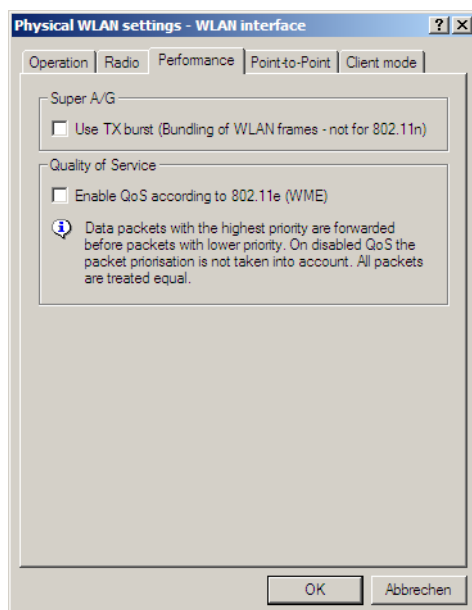 Physical WLAN settings - WLAN interface
Operation Radio Performance Point-to-Point Client mode
Super A/G
Use TX burst (Bundling of WLAN frames - not for 802.11n)
Quality of Service
Enable QoS according to 802.11e (WME)
Data packets with the highest priority are forwarded
before packets with lower priority. On disabled QoS the
packet priorisation is not taken into account. All packets
are treated equal.
OK Abbrechen